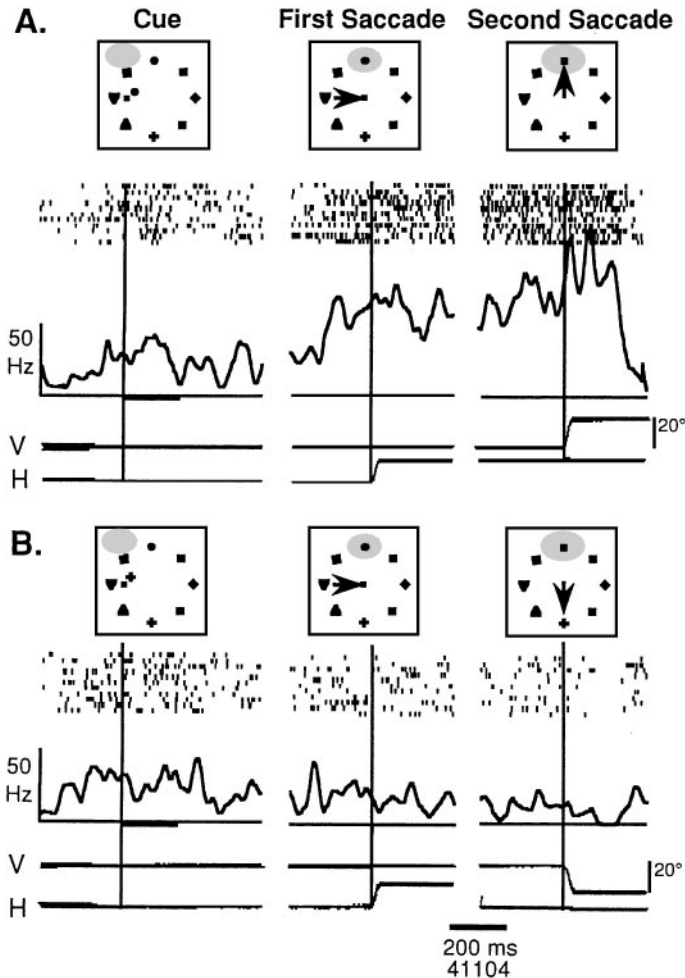 A.
Cue
First Saccade
Second Saccade
50
Hz
V
H
20°
B.
50
Hz
V
H
20°
200 ms
41104